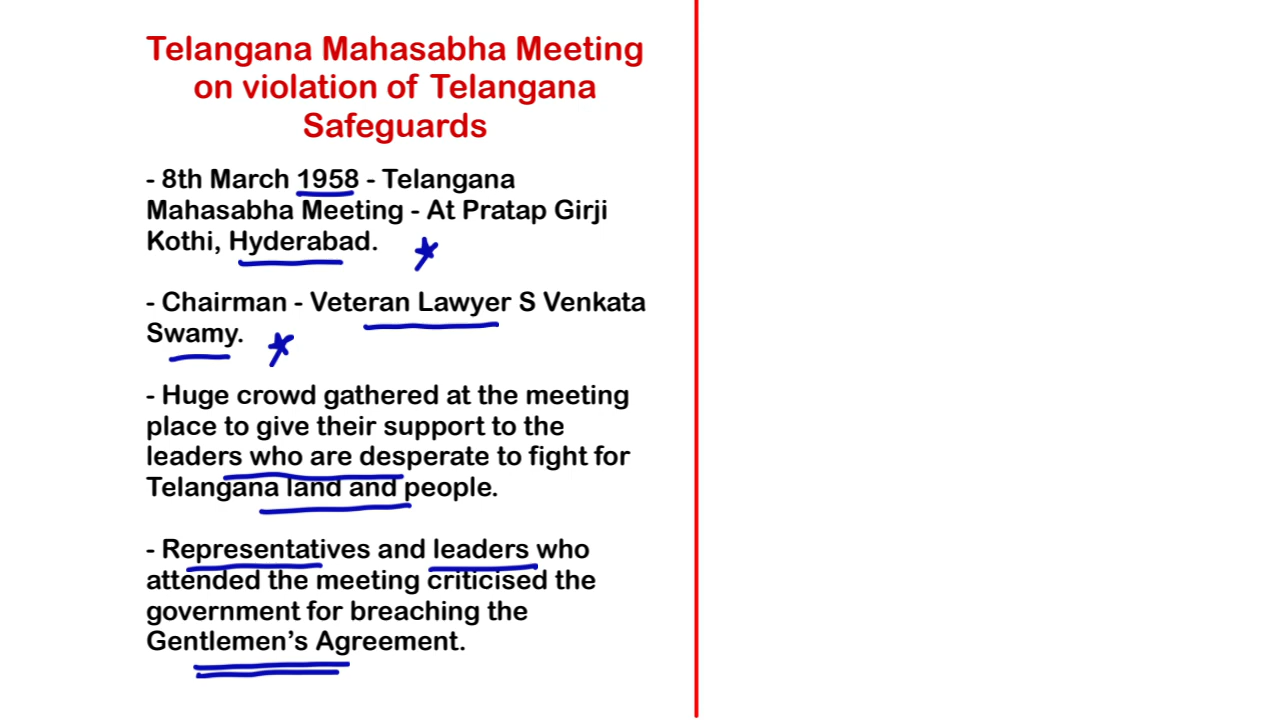 Telangana Mahasabha Meeting
on violation of Telangana
Safeguards
- 8th March 1958 - Telangana
Mahasabha Meeting - At Pratap Girji
Kothi, Hyderabad.
- Chairman - Veteran Lawyer S Venkata
Swamy.
- Huge crowd gathered at the meeting
place to give their support to the
leaders who are desperate to fight for
Telangana land and people.
- Representatives and leaders who
attended the meeting criticised the
government for breaching the
Gentlemen’s Agreement.